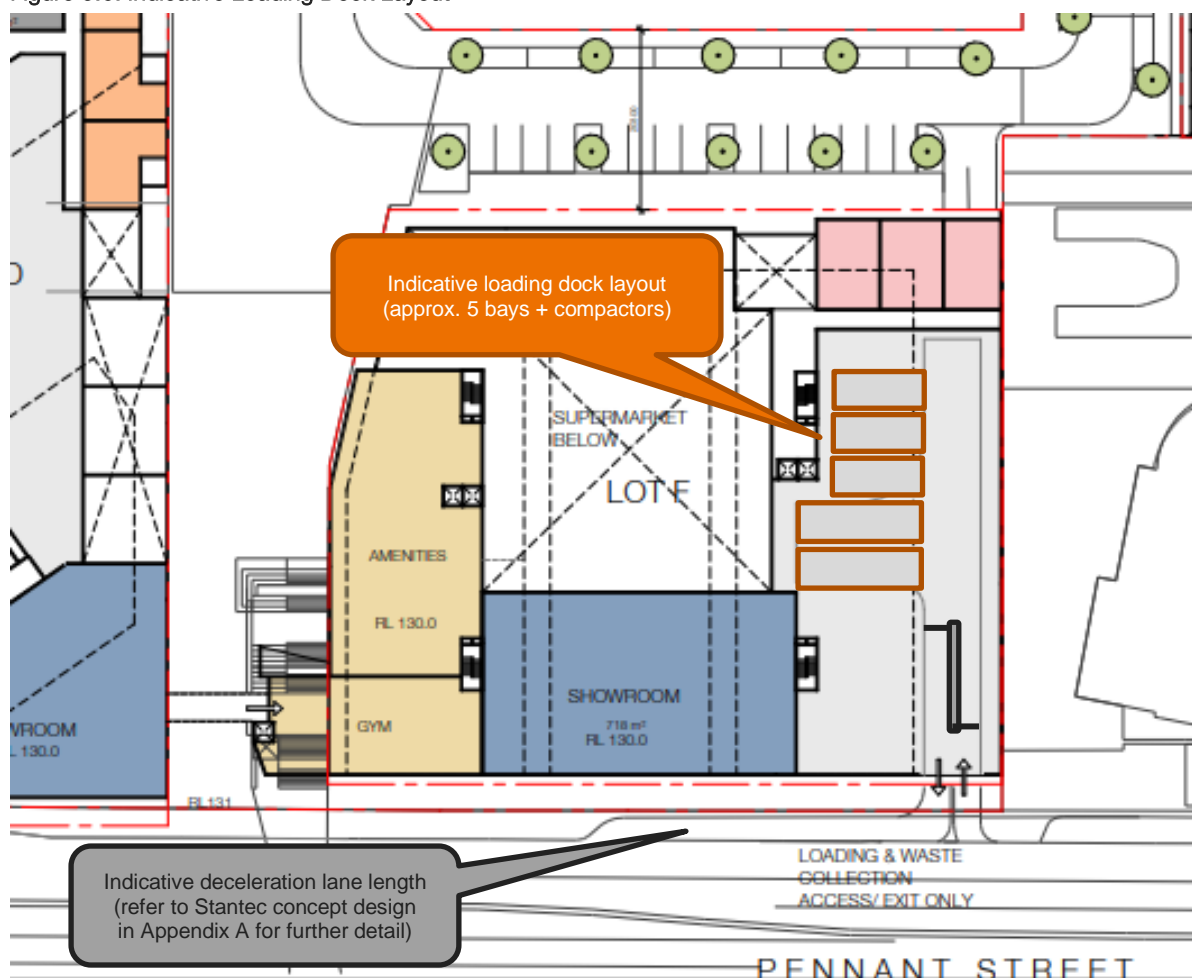 Indicative loading dock layout
(approx. 5 bays + compactors)
SUPERMARKET
BELOW
LOT F
AMENITIES
RL 130.0
SHOWROOM
718 m²
RL 130.0
GYM
WROOM
L 130.0
RL131
LOADING & WASTE
COLLECTION
ACCESS/ EXIT ONLY
Indicative deceleration lane length
(refer to Stantec concept design
in Appendix A for further detail)
PENNANT STREET